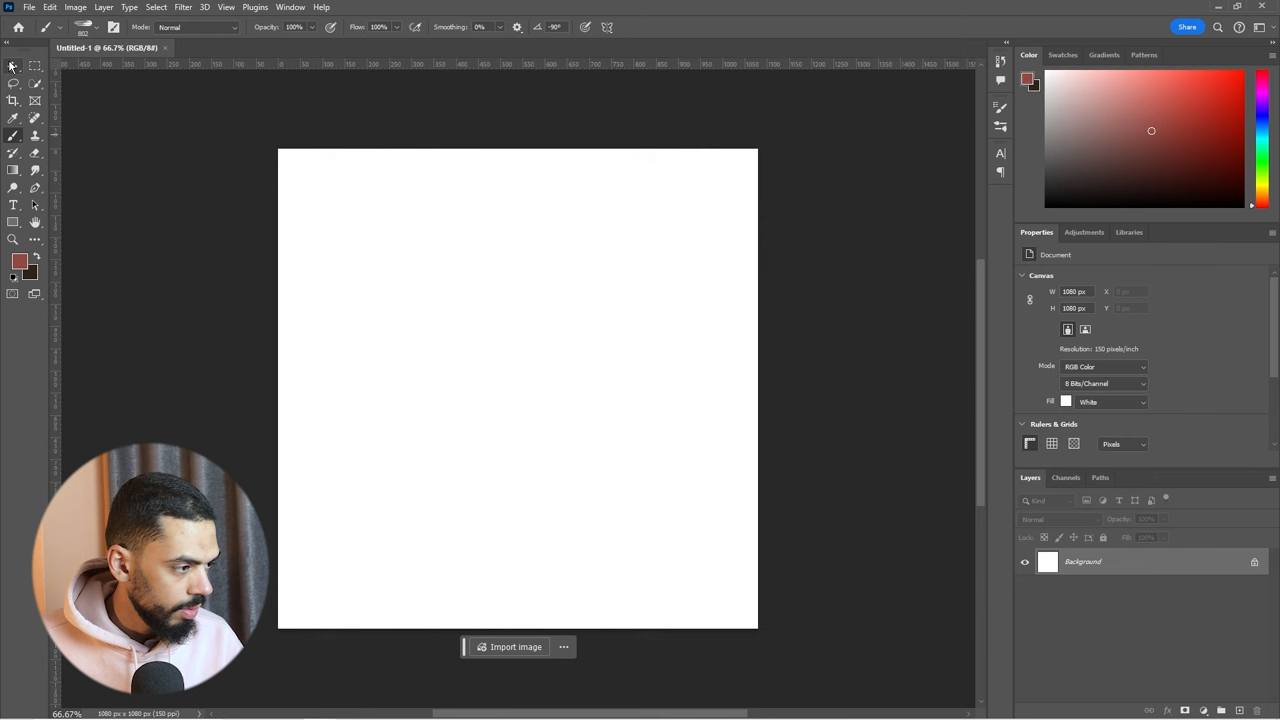 Ps File Edit Image Layer Type Select Filter 3D View Plugins Window Help
802 Mode: Normal Opacity: 100% Flow: 100% Smoothing: 0% -90° Share
Untitled-1 @ 66.7% (RGB/8#) ×
Color Swatches Gradients Patterns
Properties Adjustments Libraries
Document
Canvas
W 1080 px X 0 px
H 1080 px Y 0 px
Resolution: 150 pixels/inch
Mode RGB Color
8 Bits/Channel
Fill White
Rulers & Grids
Pixels
Layers Channels Paths
Kind
Normal Opacity: 100%
Lock: Fill: 100%
Background
Import image
66.67% 1080 px x 1080 px (150 ppi)